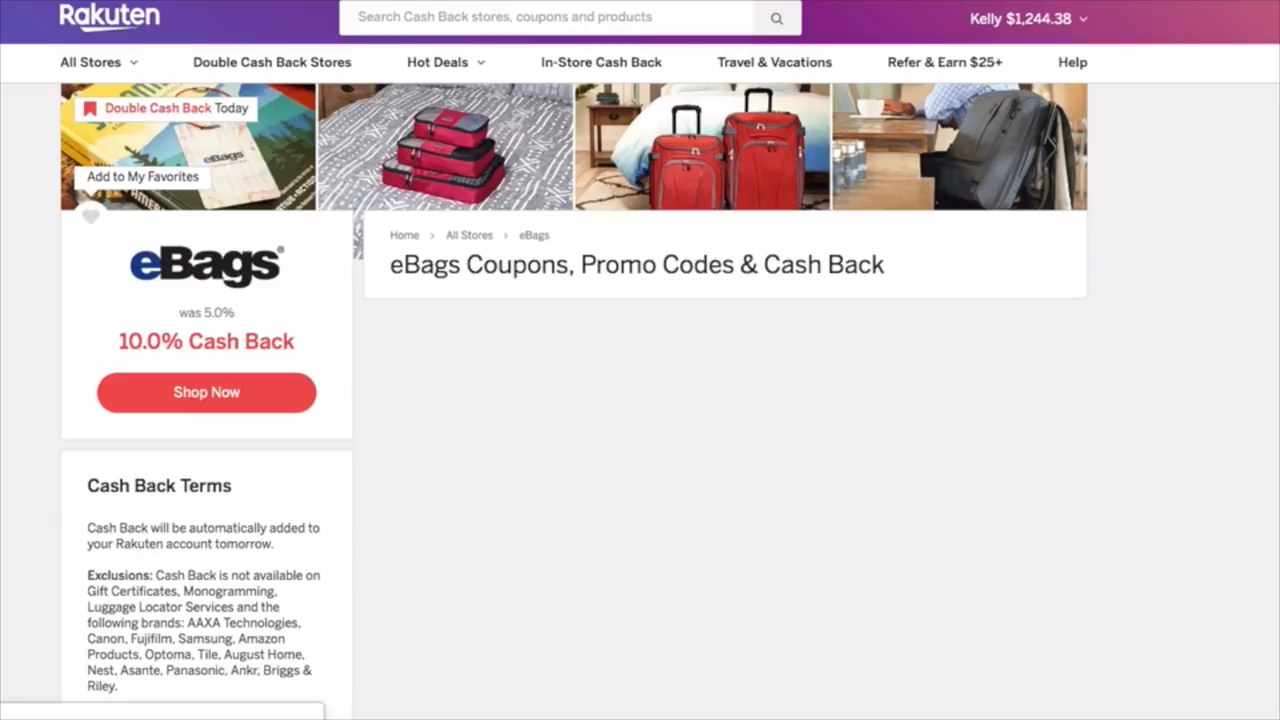 Rakuten
Search Cash Back stores, coupons and products
Kelly $1,244.38
All Stores
Double Cash Back Stores
Hot Deals
In-Store Cash Back
Travel & Vacations
Refer & Earn $25+
Help
Double Cash Back Today
eBags
Add to My Favorites
Home > All Stores > eBags
eBags Coupons, Promo Codes & Cash Back
eBags®
was 5.0%
10.0% Cash Back
Shop Now
Cash Back Terms
Cash Back will be automatically added to
your Rakuten account tomorrow.
Exclusions: Cash Back is not available on
Gift Certificates, Monogramming,
Luggage Locator Services and the
following brands: AAXA Technologies,
Canon, Fujifilm, Samsung, Amazon
Products, Optoma, Tile, August Home,
Nest, Asante, Panasonic, Ankr, Briggs &
Riley.